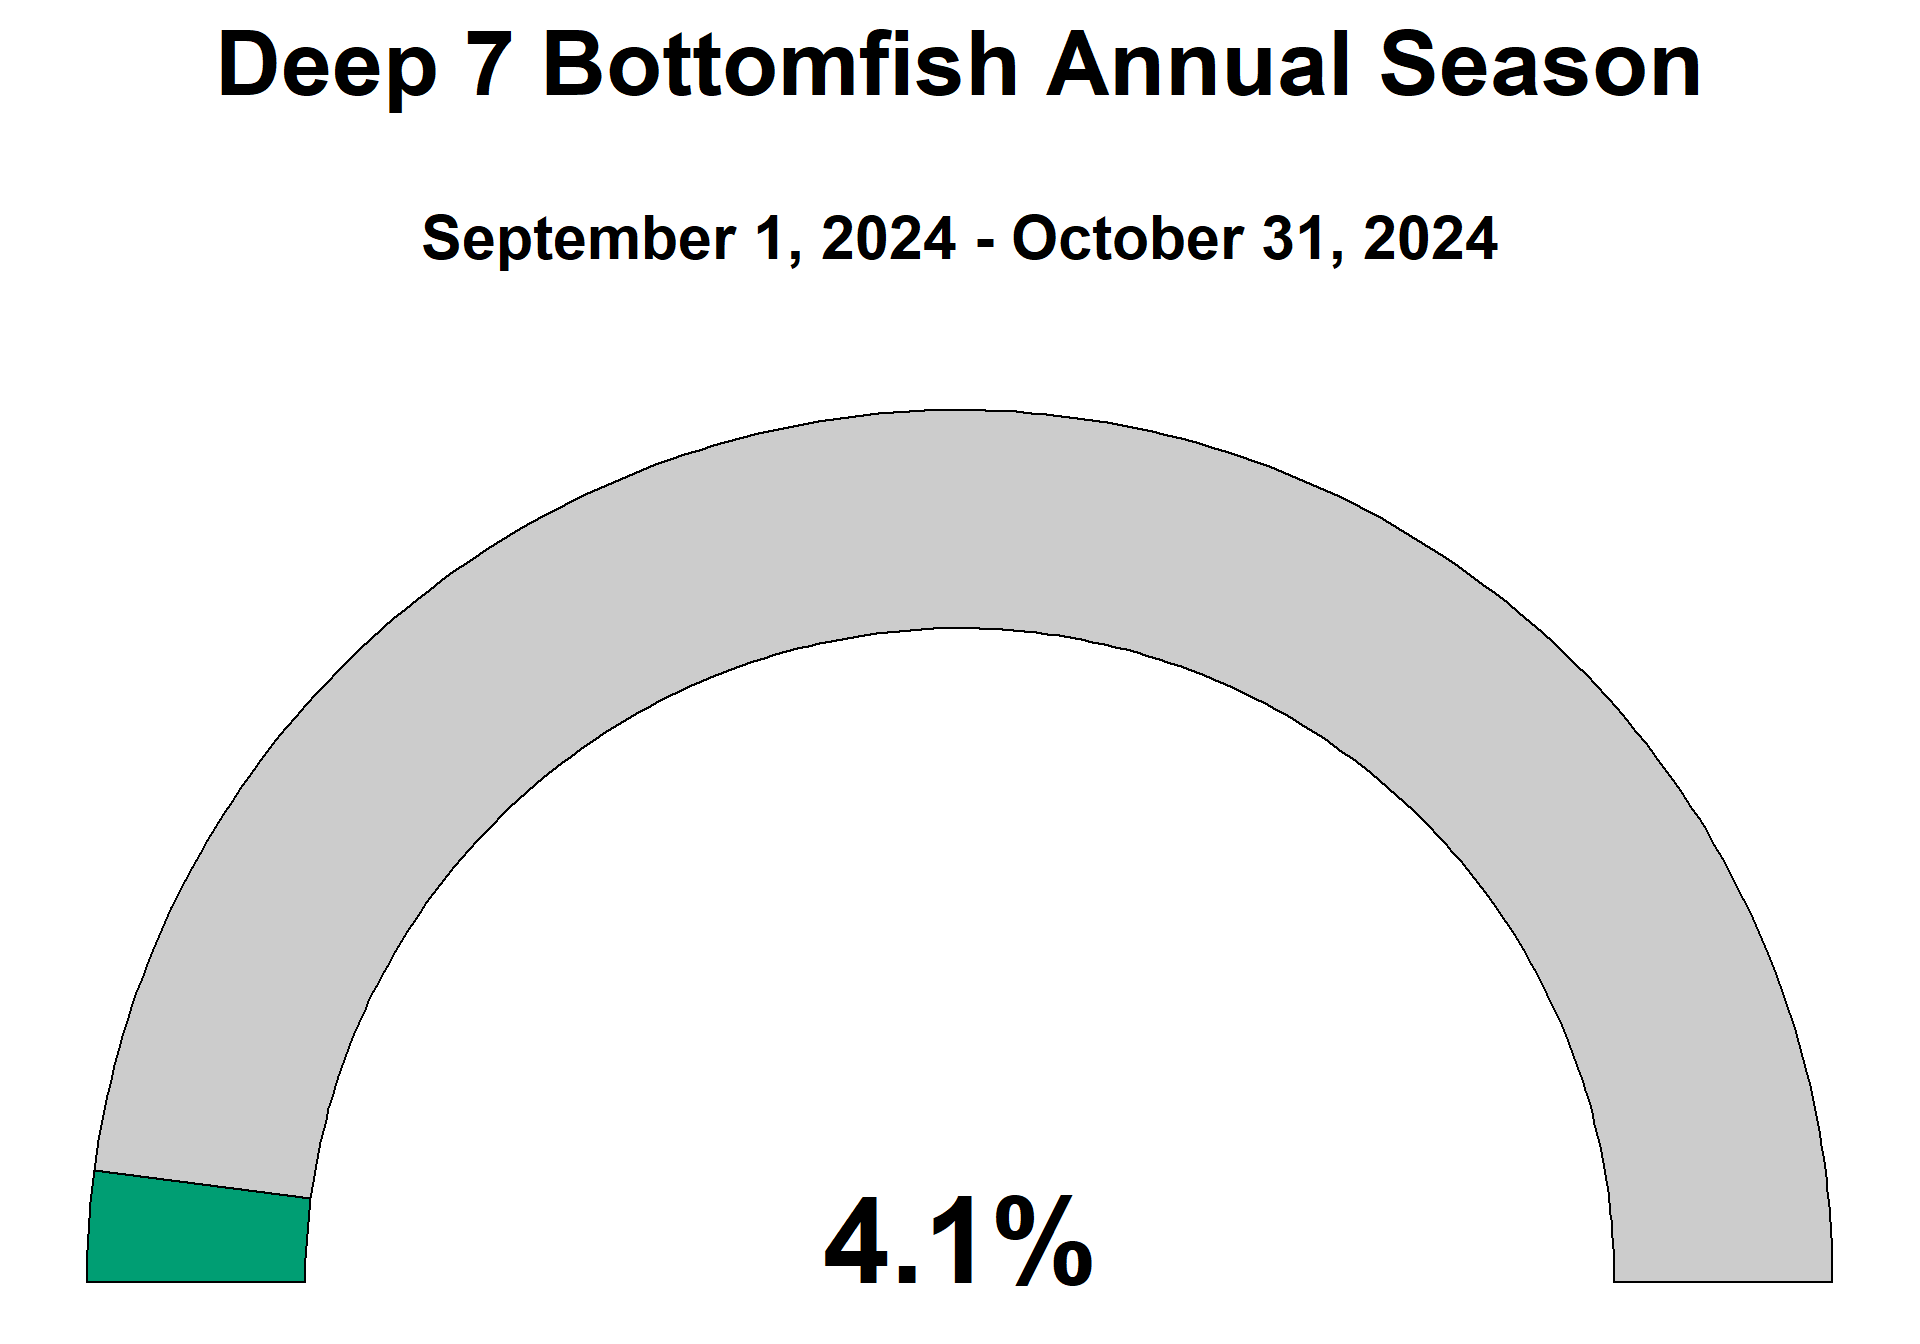 Deep 7 Bottomfish Annual Season
September 1, 2024 - October 31, 2024
4.1%